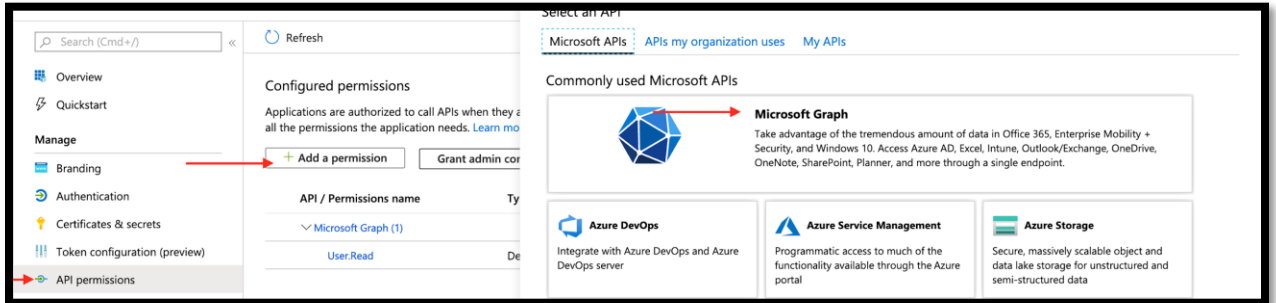 Search (Cmd+/)
«
Overview
Quickstart
Manage
Branding
Authentication
Certificates & secrets
Token configuration (preview)
API permissions
Refresh
Configured permissions
Applications are authorized to call APIs when they a
all the permissions the application needs. Learn mo
+ Add a permission
Grant admin con
API / Permissions name
Ty
Microsoft Graph (1)
User.Read
De
Select an API
Microsoft APIs APIs my organization uses My APIs
Commonly used Microsoft APIs
Microsoft Graph
Take advantage of the tremendous amount of data in Office 365, Enterprise Mobility +
Security, and Windows 10. Access Azure AD, Excel, Intune, Outlook/Exchange, OneDrive,
OneNote, SharePoint, Planner, and more through a single endpoint.
Azure DevOps
Integrate with Azure DevOps and Azure
DevOps server
Azure Service Management
Programmatic access to much of the
functionality available through the Azure
portal
Azure Storage
Secure, massively scalable object and
data lake storage for unstructured and
semi-structured data